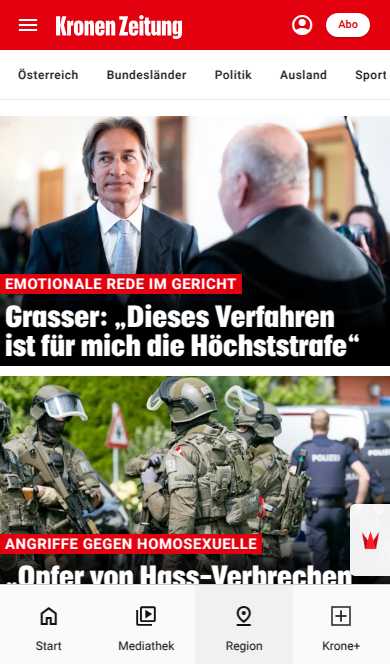 Kronen Zeitung
Abo
Österreich Bundesländer Politik Ausland Sport
EMOTIONALE REDE IM GERICHT
Grasser: „Dieses Verfahren
ist für mich die Höchststrafe“
POLIZEI
POLIZEI
ANGRIFFE GEGEN HOMOSEXUELLE
„Opfer von Hass-Verbrechen
Start Mediathek Region Krone+